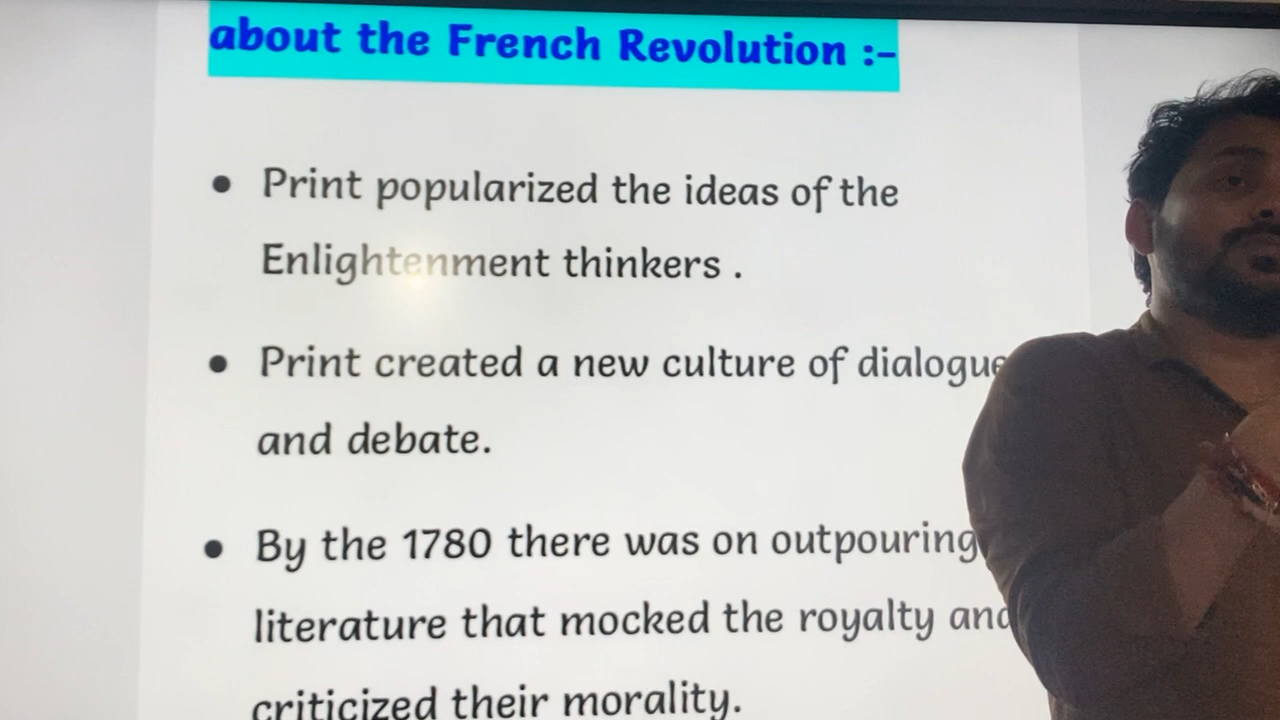 about the French Revolution :-
• Print popularized the ideas of the
Enlightenment thinkers .
• Print created a new culture of dialogue
and debate.
• By the 1780 there was on outpouring
literature that mocked the royalty and
criticized their morality.